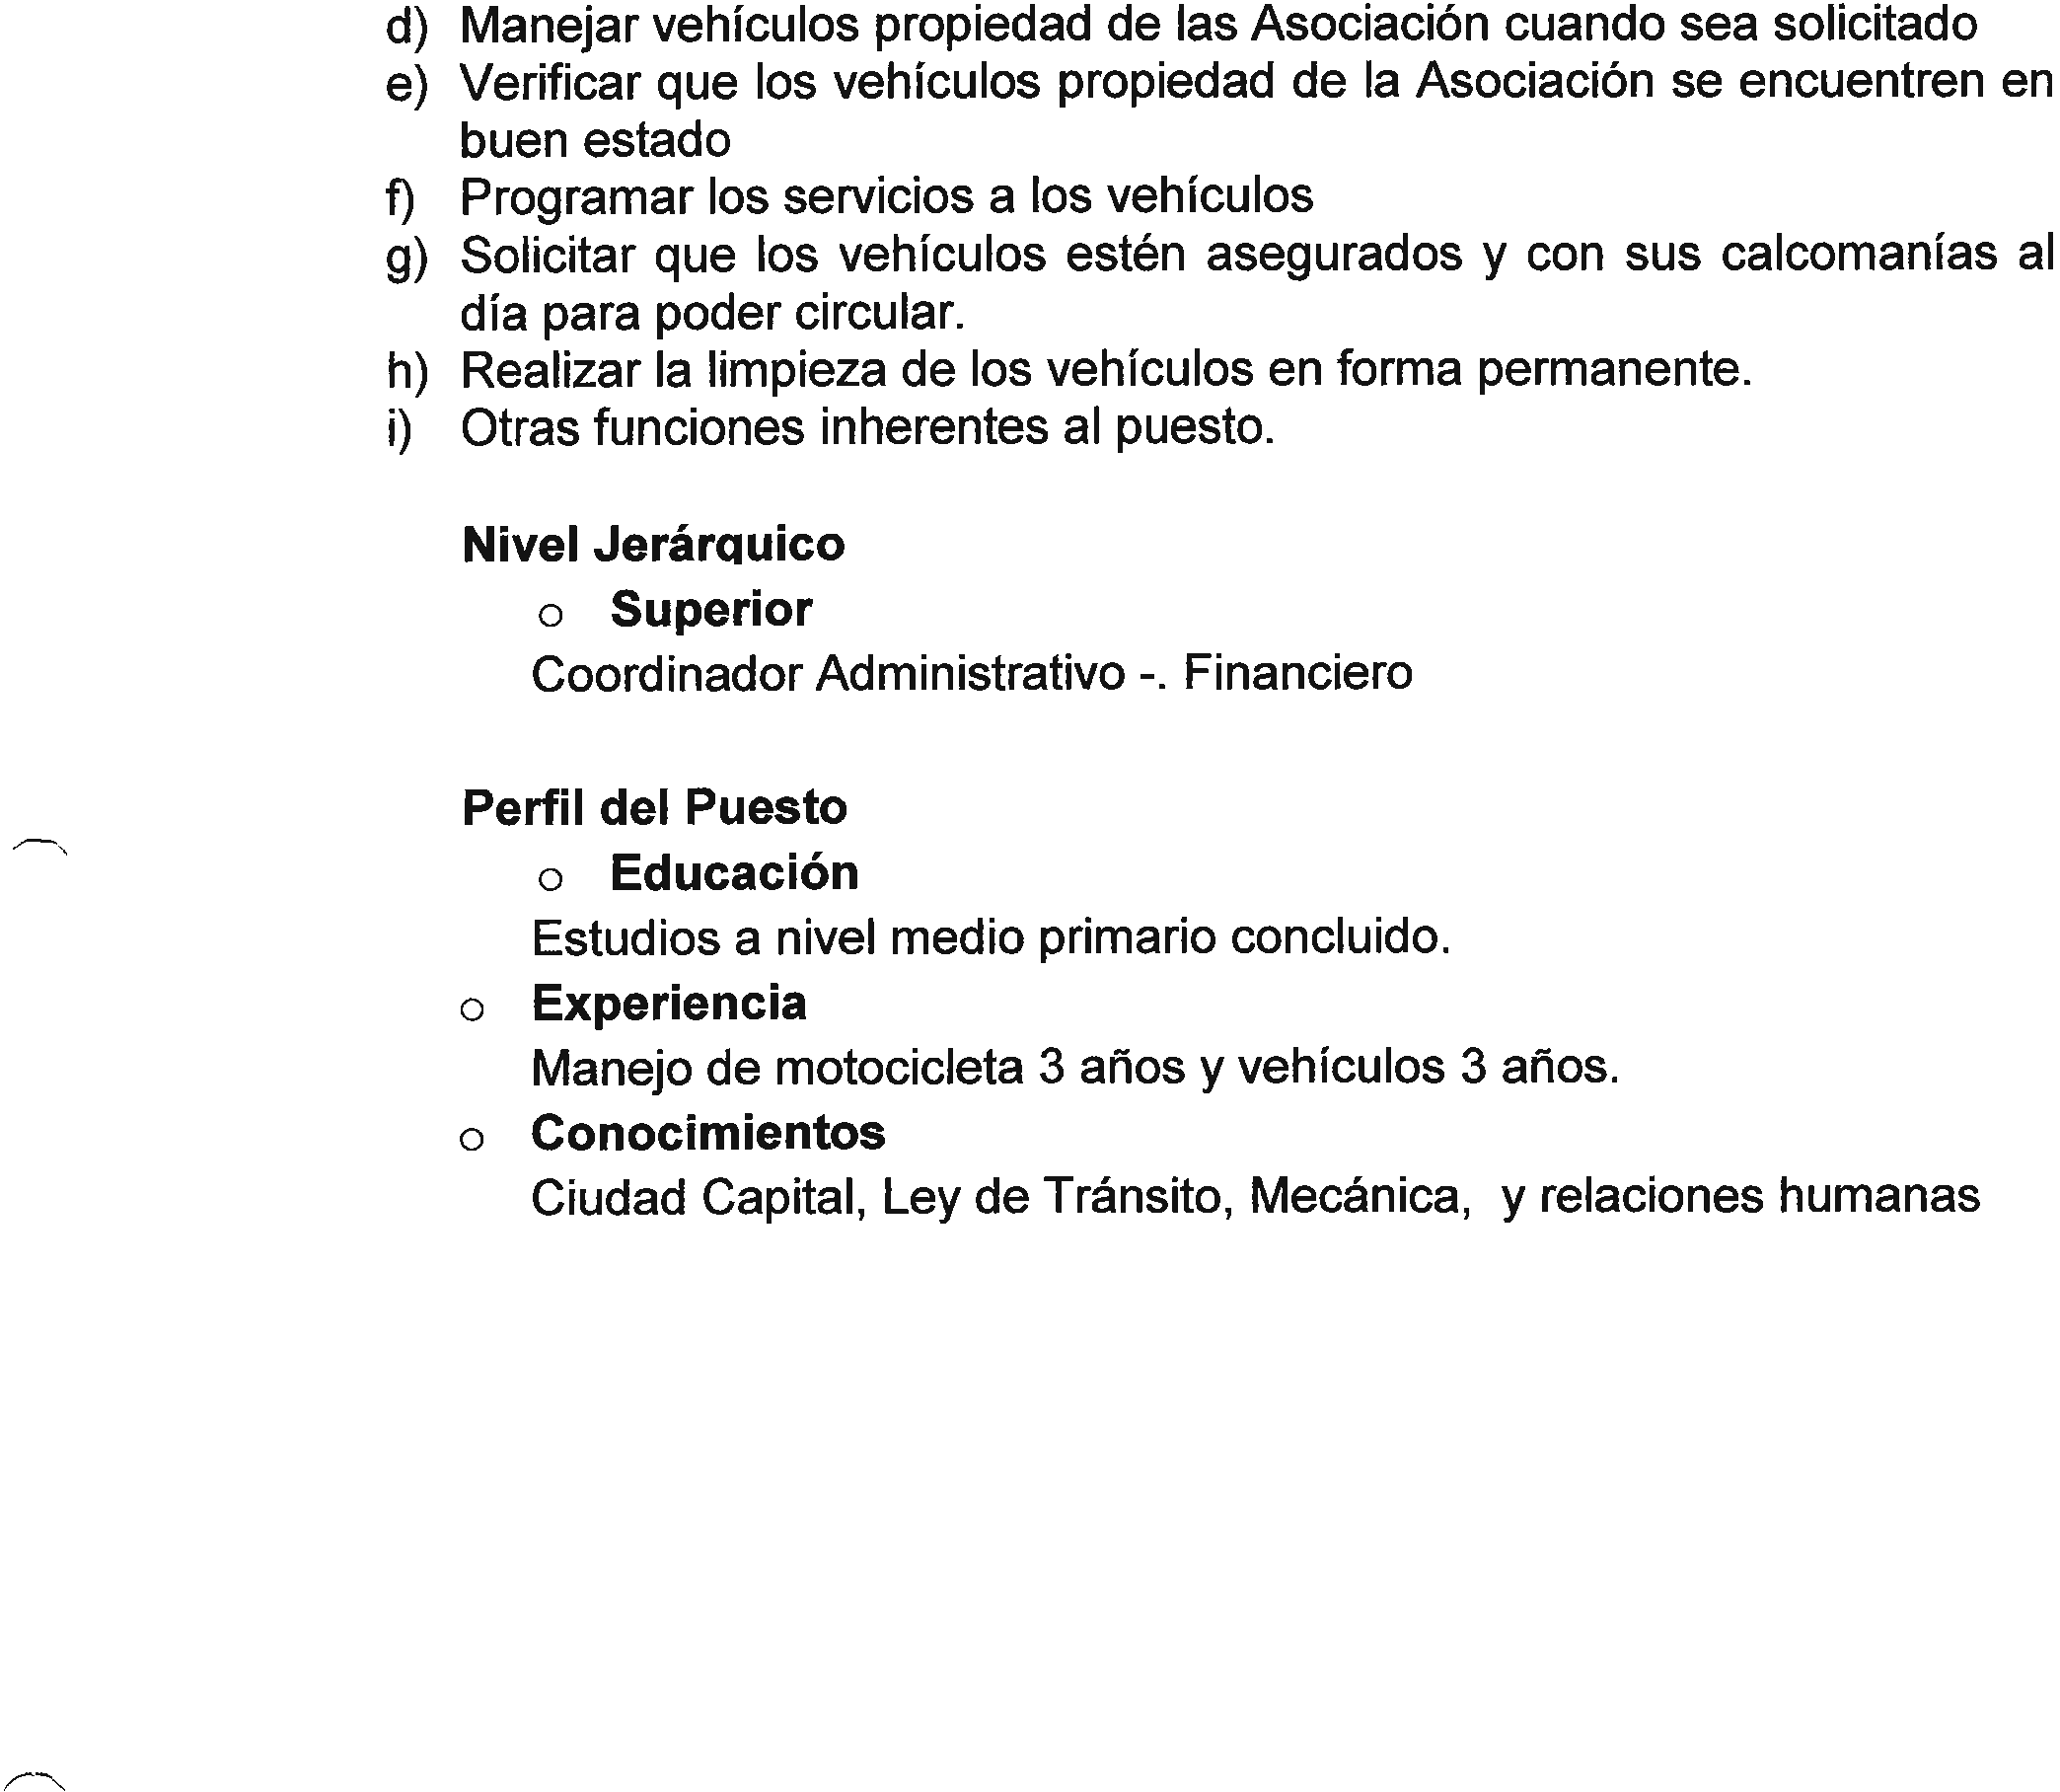 d) Manejar vehículos propiedad de las Asociación cuando sea solicitado
e) Verificar que los vehículos propiedad de la Asociación se encuentren en
buen estado
f) Programar los servicios a los vehículos
g) Solicitar que los vehículos estén asegurados y con sus calcomanías al
día para poder circular.
h) Realizar la limpieza de los vehículos en forma permanente.
i) Otras funciones inherentes al puesto.
Nivel Jerárquico
o Superior
Coordinador Administrativo -. Financiero
Perfil del Puesto
o Educación
Estudios a nivel medio primario concluido.
o Experiencia
Manejo de motocicleta 3 años y vehículos 3 años.
o Conocimientos
Ciudad Capital, Ley de Tránsito, Mecánica, y relaciones humanas